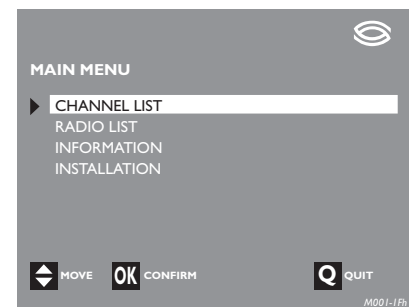 MAIN MENU
CHANNEL LIST
RADIO LIST
INFORMATION
INSTALLATION
MOVE OK CONFIRM Q QUIT
M001-1Fh